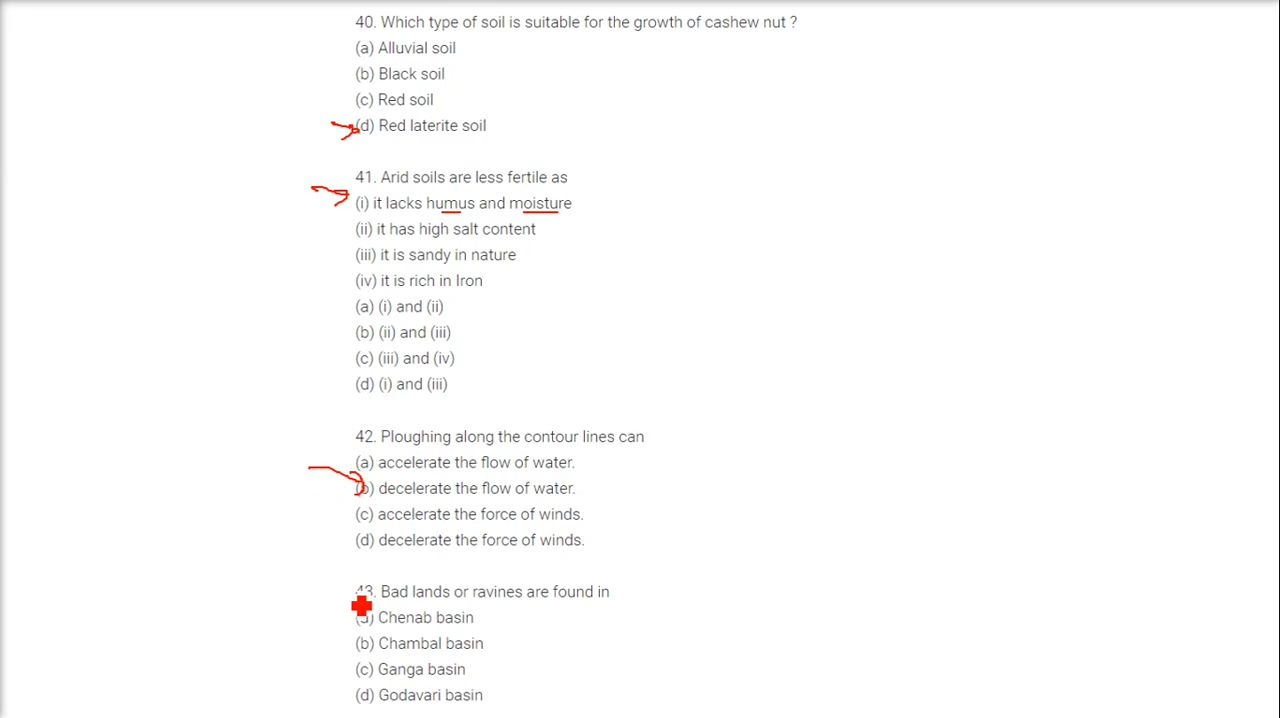 40. Which type of soil is suitable for the growth of cashew nut ?
(a) Alluvial soil
(b) Black soil
(c) Red soil
(d) Red laterite soil
41. Arid soils are less fertile as
(i) it lacks humus and moisture
(ii) it has high salt content
(iii) it is sandy in nature
(iv) it is rich in Iron
(a) (i) and (ii)
(b) (ii) and (iii)
(c) (iii) and (iv)
(d) (i) and (iii)
42. Ploughing along the contour lines can
(a) accelerate the flow of water.
(b) decelerate the flow of water.
(c) accelerate the force of winds.
(d) decelerate the force of winds.
43. Bad lands or ravines are found in
(a) Chenab basin
(b) Chambal basin
(c) Ganga basin
(d) Godavari basin